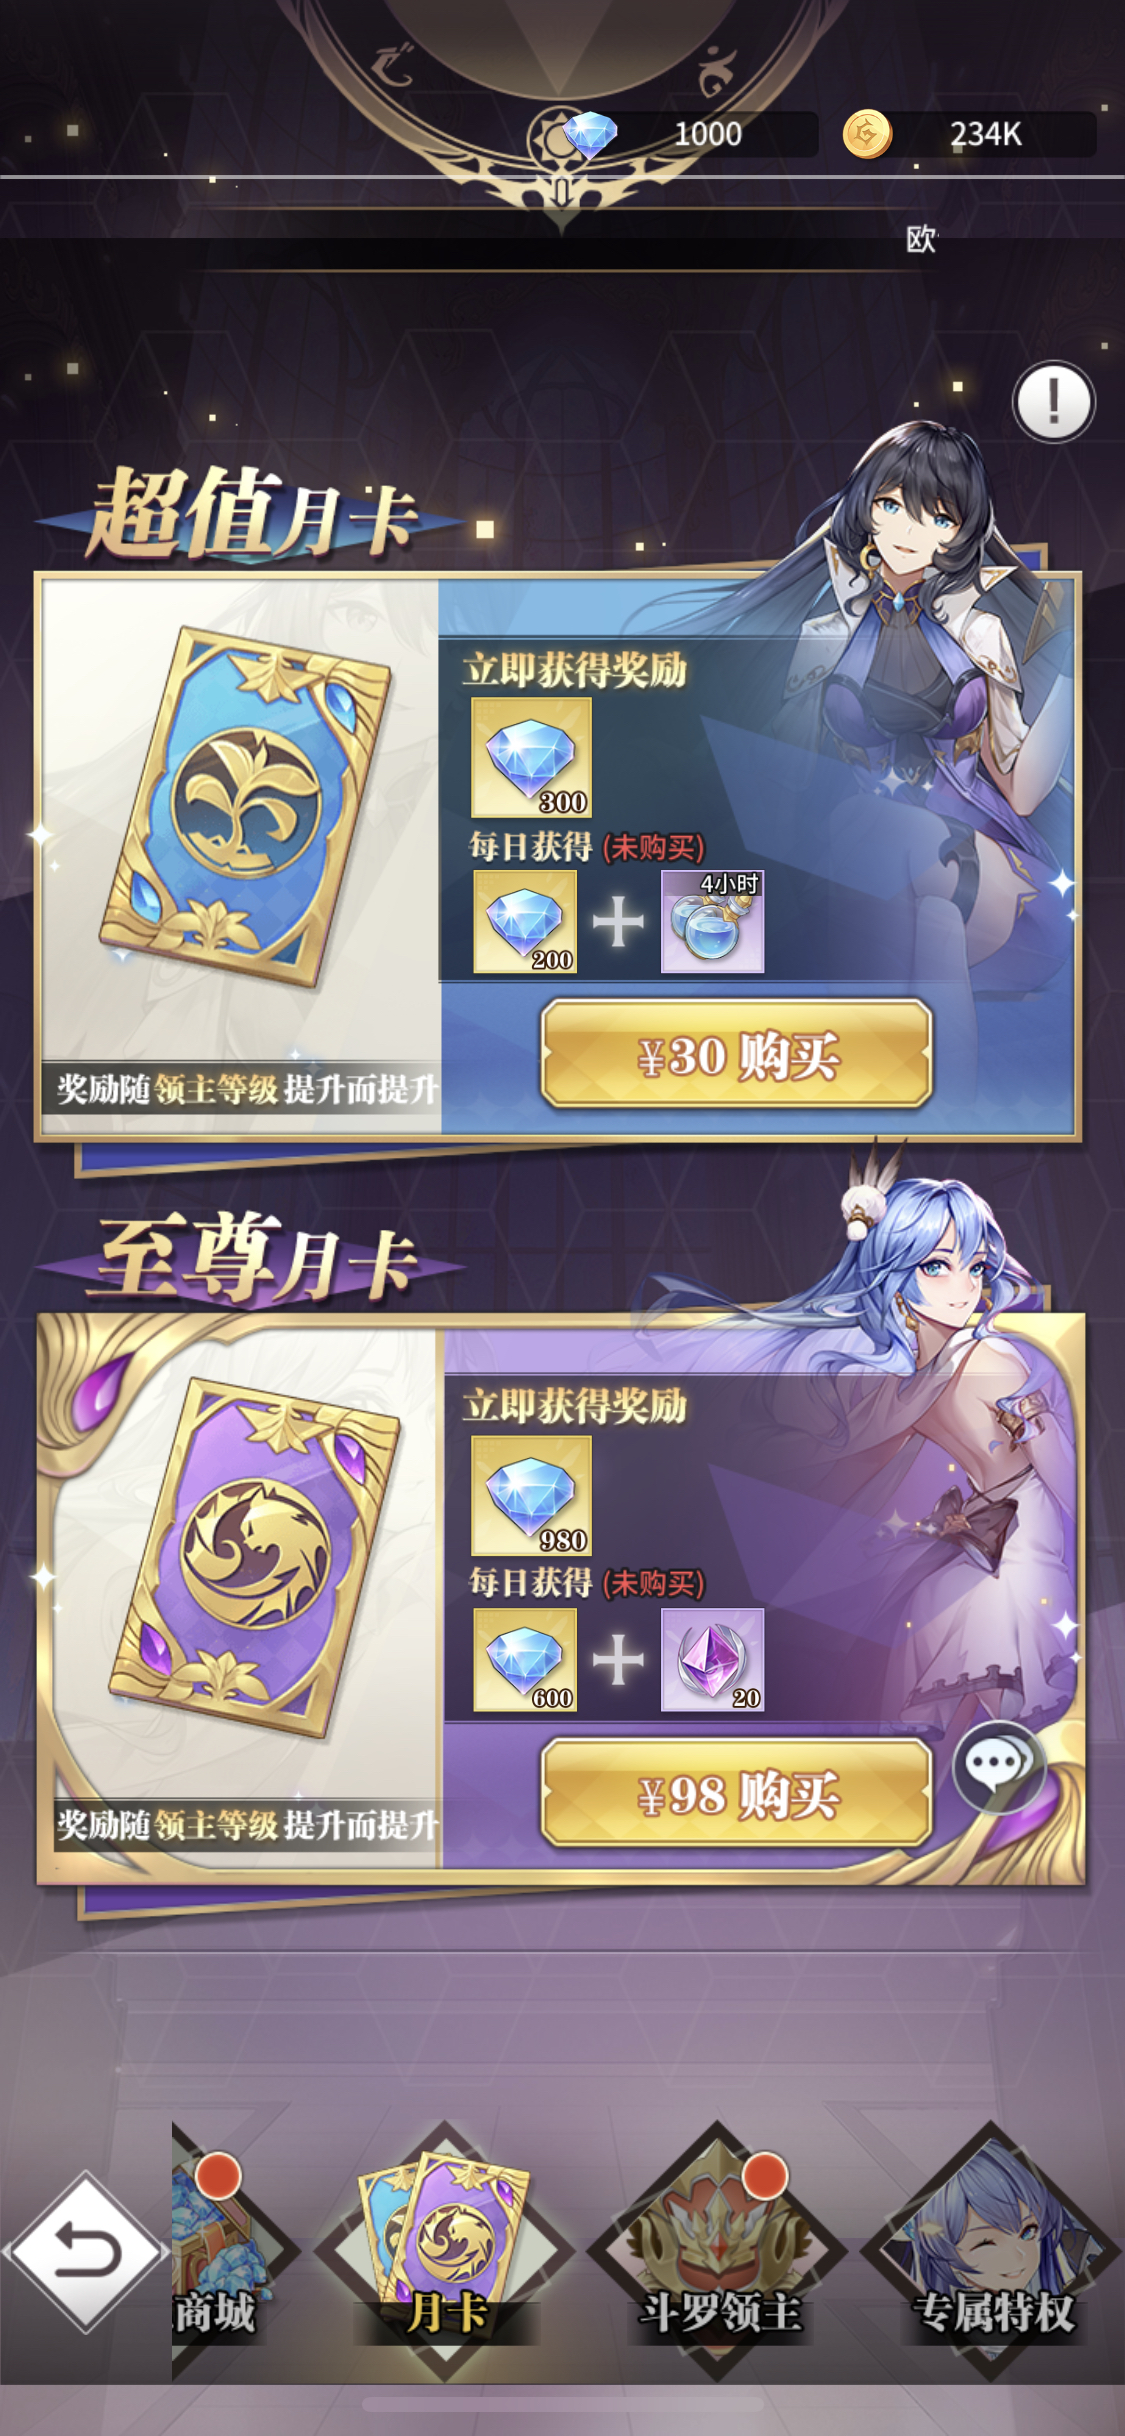 1000
234K
欧
超值月卡
立即获得奖励
300
每日获得 (未购买)
200
4小时
¥30 购买
奖励随领主等级提升而提升
至尊月卡
立即获得奖励
980
每日获得 (未购买)
600
20
¥98 购买
奖励随领主等级提升而提升
商城
月卡
斗罗领主
专属特权